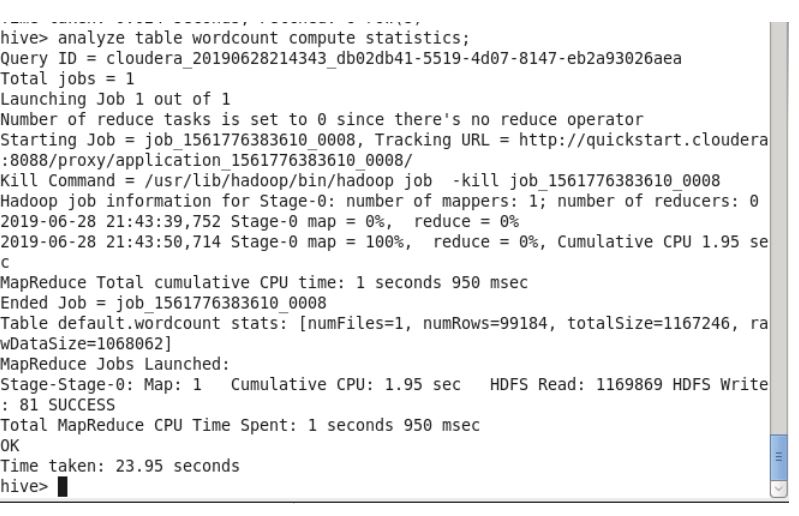 hive> analyze table wordcount compute statistics;
Query ID = cloudera_20190628214343_db02db41-5519-4d07-8147-eb2a93026aea
Total jobs = 1
Launching Job 1 out of 1
Number of reduce tasks is set to 0 since there's no reduce operator
Starting Job = job_1561776383610_0008, Tracking URL = http://quickstart.cloudera
:8088/proxy/application_1561776383610_0008/
Kill Command = /usr/lib/hadoop/bin/hadoop job  -kill job_1561776383610_0008
Hadoop job information for Stage-0: number of mappers: 1; number of reducers: 0
2019-06-28 21:43:39,752 Stage-0 map = 0%,  reduce = 0%
2019-06-28 21:43:50,714 Stage-0 map = 100%,  reduce = 0%, Cumulative CPU 1.95 se
c
MapReduce Total cumulative CPU time: 1 seconds 950 msec
Ended Job = job_1561776383610_0008
Table default.wordcount stats: [numFiles=1, numRows=99184, totalSize=1167246, ra
wDataSize=1068062]
MapReduce Jobs Launched:
Stage-Stage-0: Map: 1   Cumulative CPU: 1.95 sec   HDFS Read: 1169869 HDFS Write
: 81 SUCCESS
Total MapReduce CPU Time Spent: 1 seconds 950 msec
OK
Time taken: 23.95 seconds
hive>